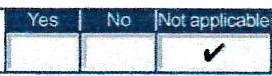 Yes No Not applicable
✔